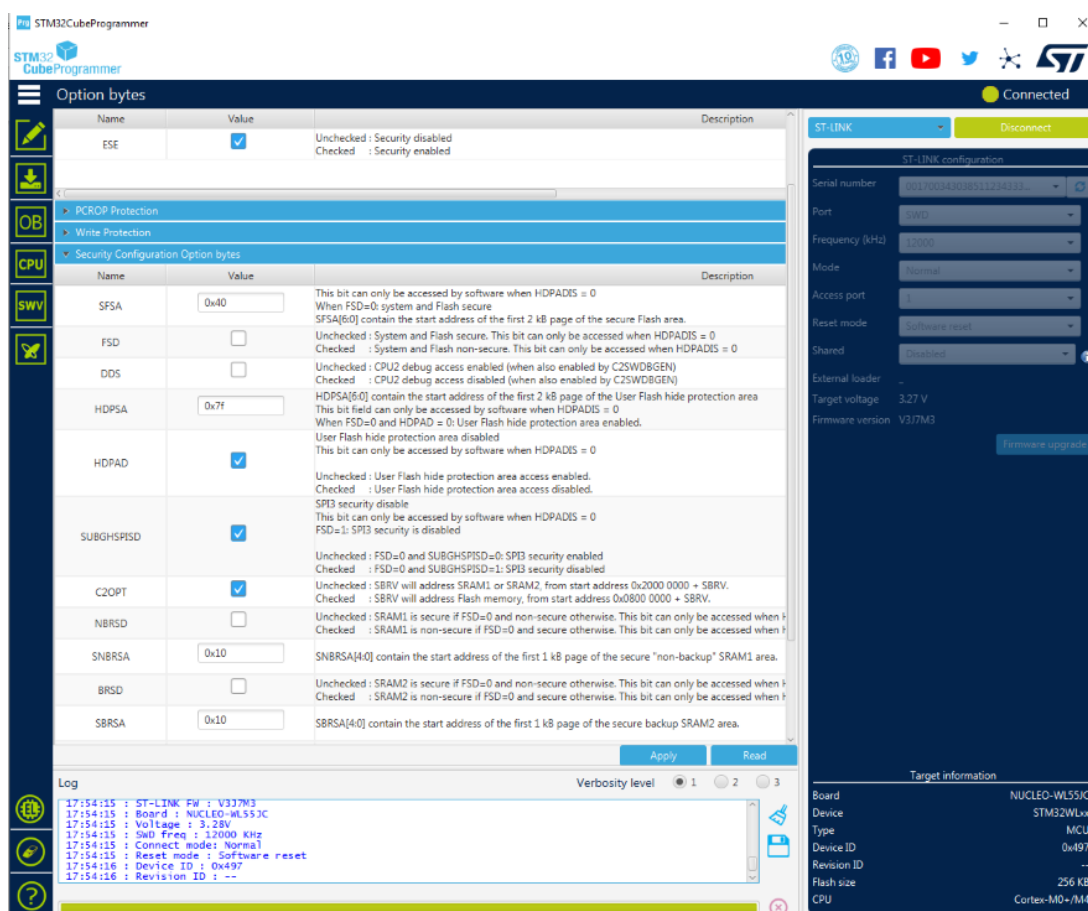 Prg STM32CubeProgrammer
STM32
CubeProgrammer
Option bytes
Connected
Name Value Description
ESE
Unchecked : Security disabled
Checked : Security enabled
PCROP Protection
Write Protection
Security Configuration Option bytes
Name Value Description
SFSA 0x40
This bit can only be accessed by software when HDPADIS = 0
When FSD=0: system and Flash secure
SFSA[6:0] contain the start address of the first 2 kB page of the secure Flash area.
FSD
Unchecked : System and Flash secure. This bit can only be accessed when HDPADIS = 0
Checked : System and Flash non-secure. This bit can only be accessed when HDPADIS = 0
DDS
Unchecked : CPU2 debug access enabled (when also enabled by C2SWDBGEN)
Checked : CPU2 debug access disabled (when also enabled by C2SWDBGEN)
HDPSA 0x7f
HDPSA[6:0] contain the start address of the first 2 kB page of the User Flash hide protection area
This bit field can only be accessed by software when HDPADIS = 0
When FSD=0 and HDPAD = 0: User Flash hide protection area enabled.
HDPAD
User Flash hide protection area disabled
This bit can only be accessed by software when HDPADIS = 0
Unchecked : User Flash hide protection area access enabled.
Checked : User Flash hide protection area access disabled.
SUBGHSPISD
SPI3 security disable
This bit can only be accessed by software when HDPADIS = 0
FSD=1: SPI3 security is disabled
Unchecked : FSD=0 and SUBGHSPISD=0: SPI3 security enabled
Checked : FSD=0 and SUBGHSPISD=1: SPI3 security disabled
C2OPT
Unchecked : SBRV will address SRAM1 or SRAM2, from start address 0x2000 0000 + SBRV.
Checked : SBRV will address Flash memory, from start address 0x0800 0000 + SBRV.
NBRSD
Unchecked : SRAM1 is secure if FSD=0 and non-secure otherwise. This bit can only be accessed when
Checked : SRAM1 is non-secure if FSD=0 and secure otherwise. This bit can only be accessed when
SNBRSA 0x10
SNBRSA[4:0] contain the start address of the first 1 kB page of the secure "non-backup" SRAM1 area.
BRSD
Unchecked : SRAM2 is secure if FSD=0 and non-secure otherwise. This bit can only be accessed when
Checked : SRAM2 is non-secure if FSD=0 and secure otherwise. This bit can only be accessed when
SBRSA 0x10
SBRSA[4:0] contain the start address of the first 1 kB page of the secure backup SRAM2 area.
Apply Read
Log Verbosity level 1 2 3
17:54:15 : ST-LINK FW : V3J7M3
17:54:15 : Board : NUCLEO-WL55JC
17:54:15 : Voltage : 3.28V
17:54:15 : SWD freq : 12000 KHz
17:54:15 : Connect mode: Normal
17:54:15 : Reset mode : Software reset
17:54:16 : Device ID : 0x497
17:54:16 : Revision ID : --
OB
CPU
SWV
ST-LINK Disconnect
ST-LINK configuration
Serial number 001700343038511234333...
Port SWD
Frequency (kHz) 12000
Mode Normal
Access port 1
Reset mode Software reset
Shared Disabled
External loader _
Target voltage 3.27 V
Firmware version V3J7M3
Firmware upgrade
Target information
Board NUCLEO-WL55JC
Device STM32WLxx
Type MCU
Device ID 0x497
Revision ID --
Flash size 256 KB
CPU Cortex-M0+/M4